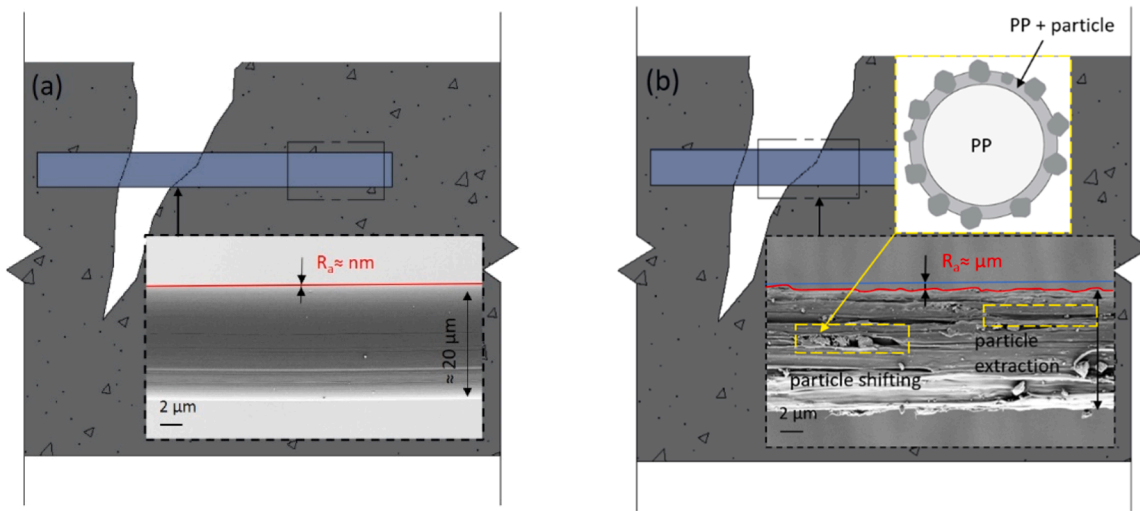 (a)
Rₐ≈ nm
≈ 20 µm
2 µm
(b)
PP + particle
PP
Rₐ≈ µm
particle
extraction
particle shifting
2 µm